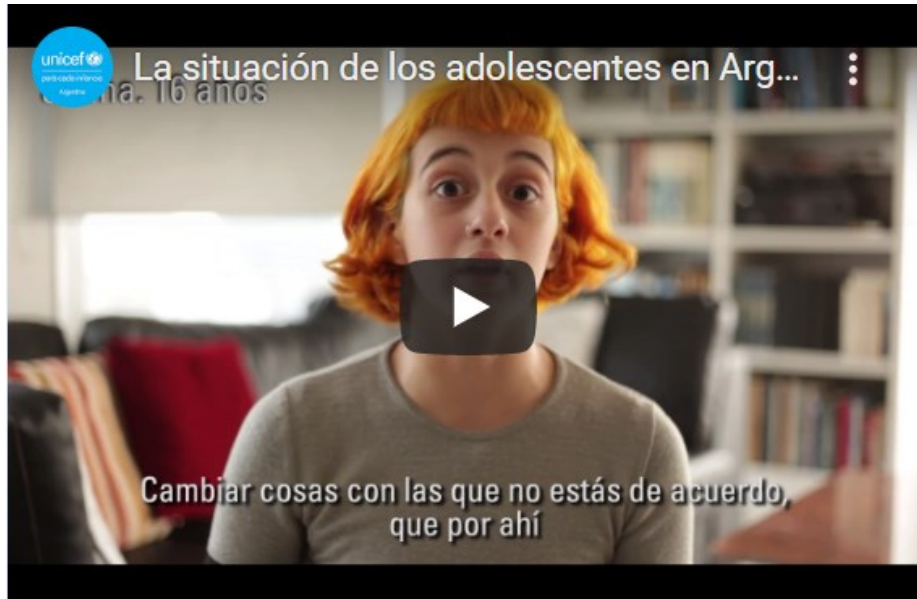 unicef
para cada infancia
Argentina
La situación de los adolescentes en Arg...
16 años
Cambiar cosas con las que no estás de acuerdo,
que por ahí